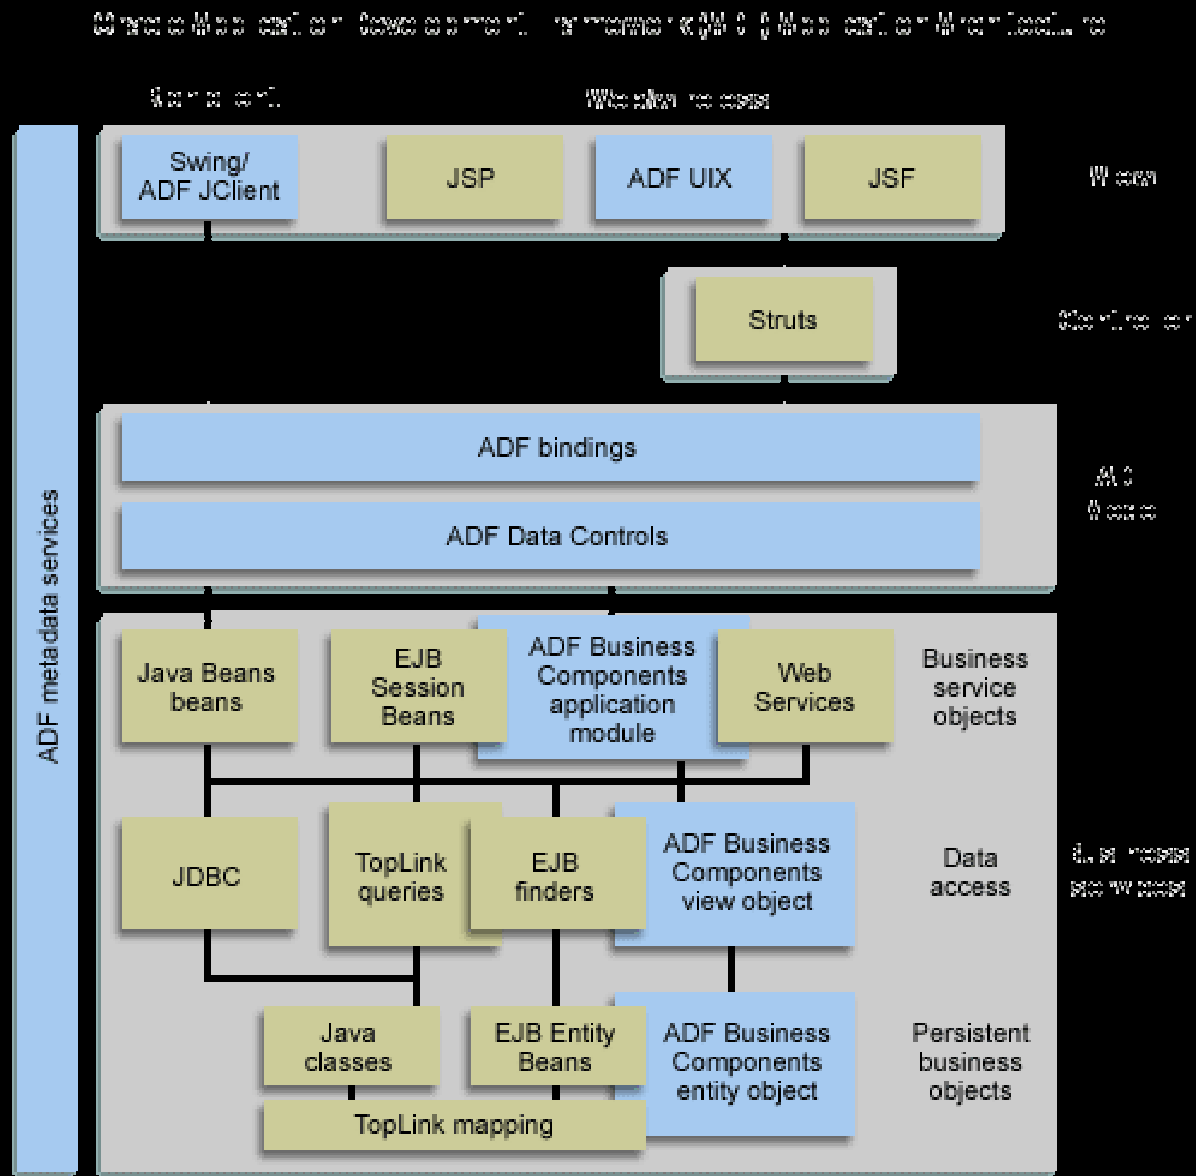 Swing/
ADF JClient
JSP
ADF UIX
JSF
Struts
ADF bindings
ADF Data Controls
ADF metadata services
Java Beans
beans
EJB
Session
Beans
ADF Business
Components
application
module
Web
Services
Business
service
objects
JDBC
TopLink
queries
EJB
finders
ADF Business
Components
view object
Data
access
Java
classes
EJB Entity
Beans
ADF Business
Components
entity object
Persistent
business
objects
TopLink mapping